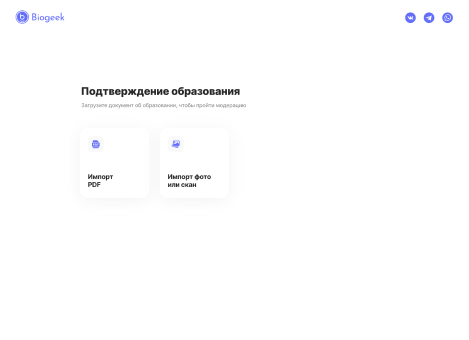 Biogeek
Подтверждение образования
Загрузите документ об образовании, чтобы пройти модерацию
Импорт
PDF
Импорт фото
или скан